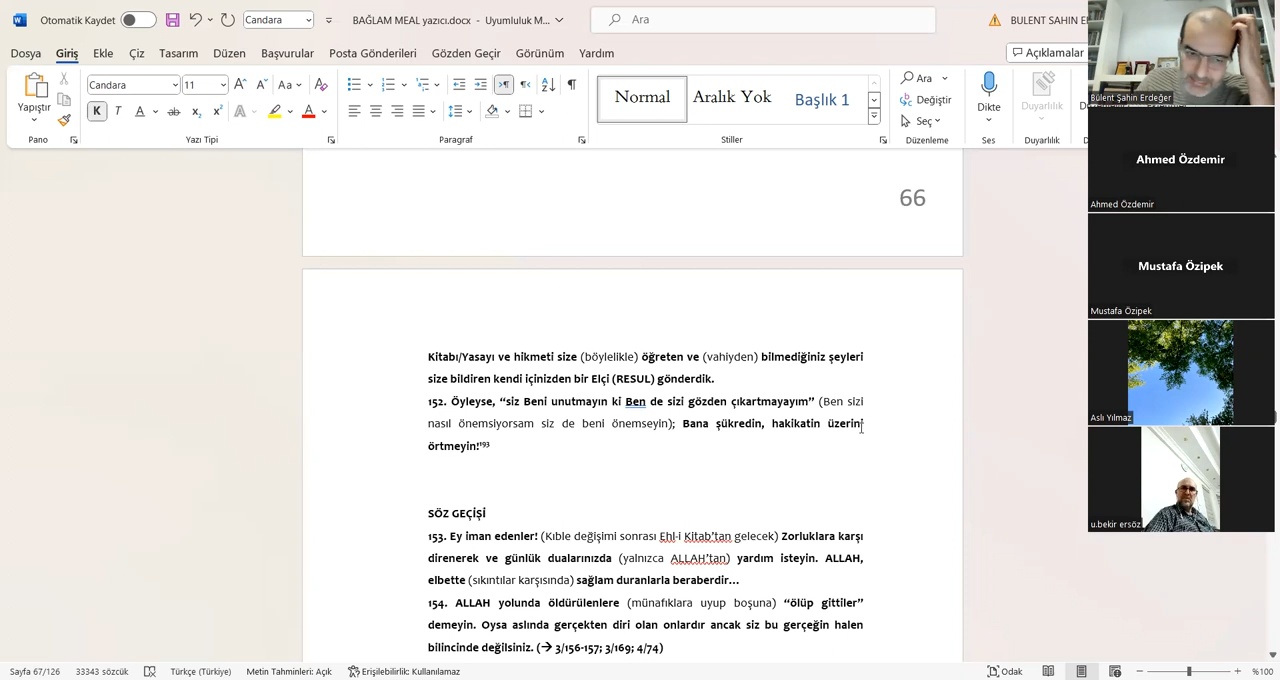 Otomatik Kaydet
Candara
BAĞLAM MEAL yazıcı.docx - Uyumluluk M...
Ara
BULENT SAHIN
Dosya Giriş Ekle Çiz Tasarım Düzen Başvurular Posta Gönderileri Gözden Geçir Görünüm Yardım
Açıklamalar
Yapıştır
Pano
Candara 11
K T A ab x₂ x² A A
Yazı Tipi
Paragraf
Normal
Aralık Yok
Başlık 1
Stiller
Ara
Değiştir
Seç
Düzenleme
Dikte
Ses
Duyarlılık
Duyarlılık
66
Kitabı/Yasayı ve hikmeti size (böylelikle) öğreten ve (vahiyden) bilmediğiniz şeyleri
size bildiren kendi içinizden bir Elçi (RESUL) gönderdik.
152. Öyleyse, “siz Beni unutmayın ki Ben de sizi gözden çıkartmayayım” (Ben sizi
nasıl önemsiyorsam siz de beni önemseyin); Bana şükredin, hakikatin üzerini
örtmeyin!¹⁹³
SÖZ GEÇİŞİ
153. Ey iman edenler! (Kıble değişimi sonrası Ehl-i Kitab’tan gelecek) Zorluklara karşı
direnerek ve günlük dualarınızda (yalnızca ALLAH’tan) yardım isteyin. ALLAH,
elbette (sıkıntılar karşısında) sağlam duranlarla beraberdir...
154. ALLAH yolunda öldürülenlere (münafıklara uyup boşuna) “ölüp gittiler”
demeyin. Oysa aslında gerçekten diri olan onlardır ancak siz bu gerçeğin halen
bilincinde değilsiniz. (→ 3/156-157; 3/169; 4/74)
Bülent Şahin Erdeğer
Ahmed Özdemir
Ahmed Özdemir
Mustafa Özipek
Mustafa Özipek
Aslı Yılmaz
u.bekir ersöz
Sayfa 67/126 33343 sözcük Türkçe (Türkiye) Metin Tahminleri: Açık Erişilebilirlik: Kullanılamaz
Odak
%100